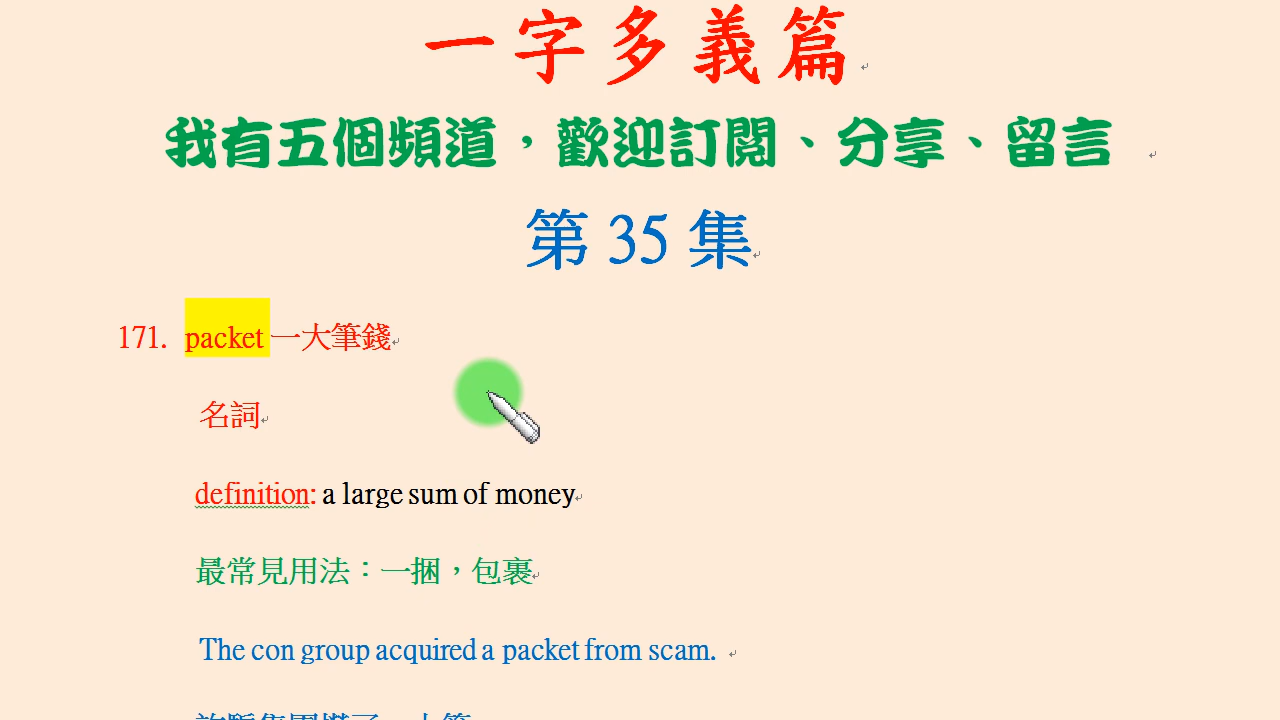 一字多義篇
我有五個頻道，歡迎訂閱、分享、留言
第 35 集
171. packet 一大筆錢
名詞
definition: a large sum of money
最常見用法：一捆，包裹
The con group acquired a packet from scam.